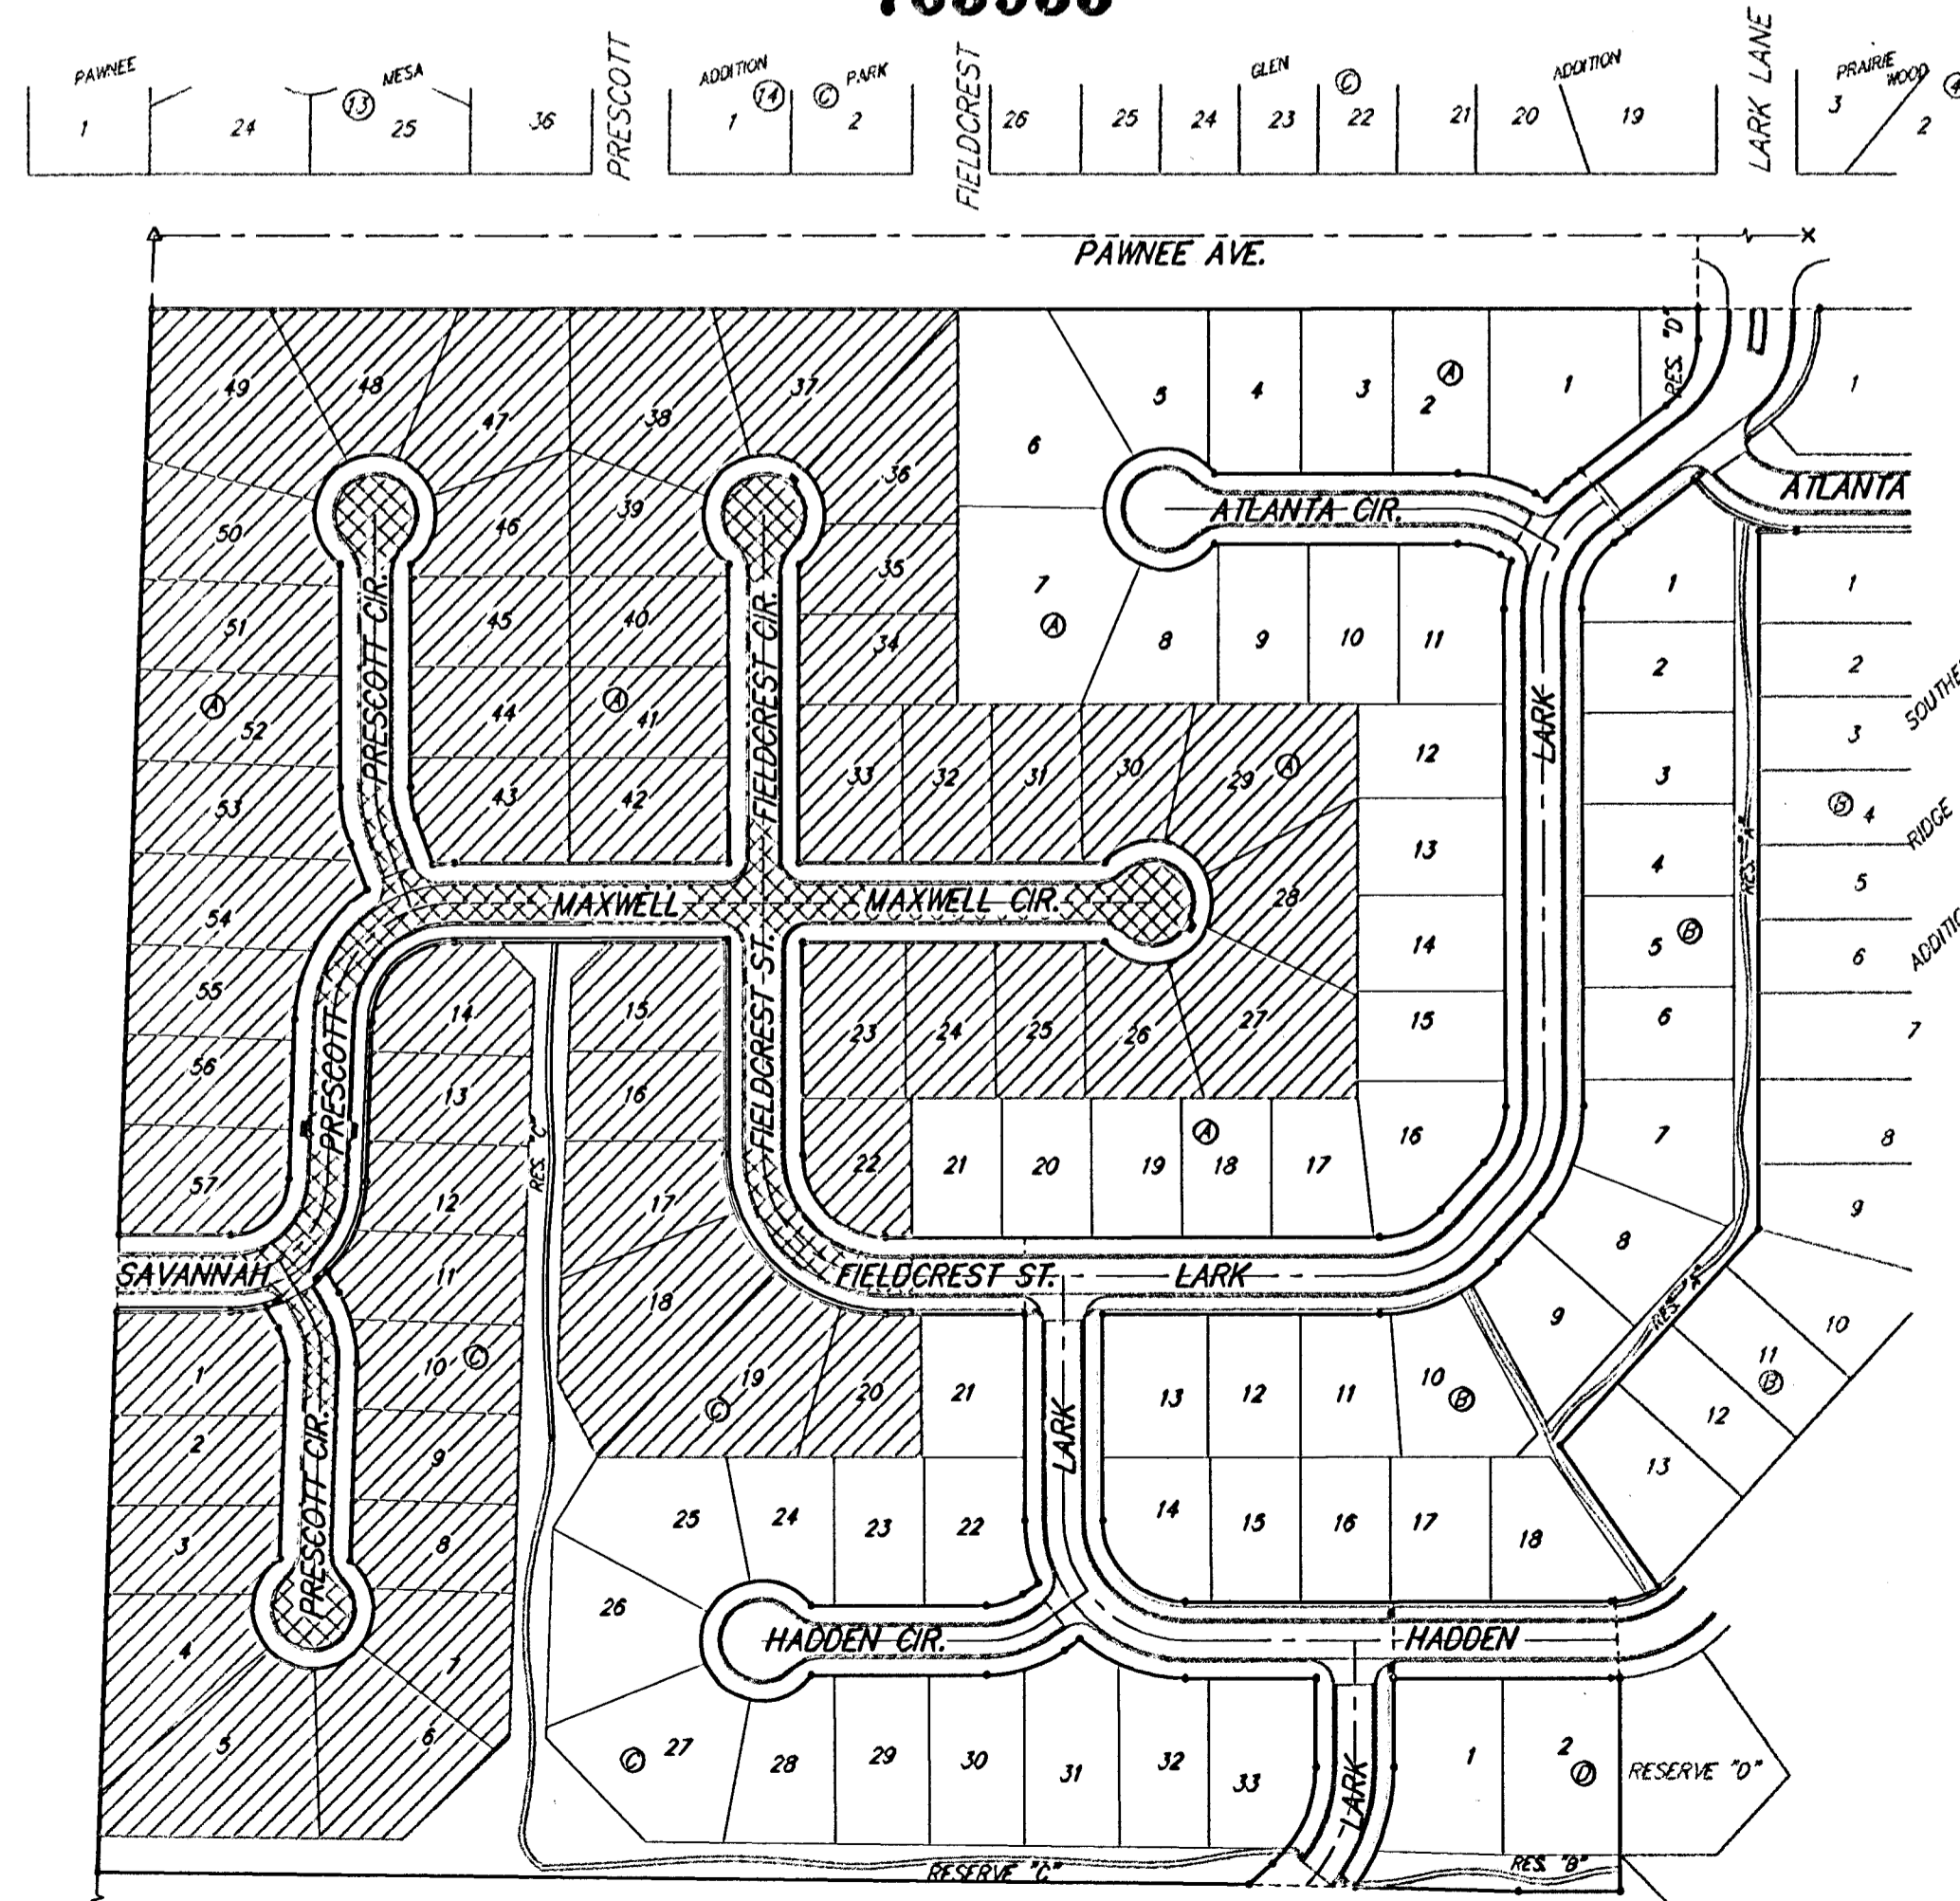 PAWNEE MESA ADDITION PARK GLEN ADDITION PRAIRIE WOOD
13 14 C C
1 24 25 36 1 2 26 25 24 23 22 21 20 19 3 2
PRESCOTT
FIELDCREST
LARK LANE
PAWNEE AVE.
RES. "D"
49 48 47 38 37 6 5 4 3 2 1 1
A
50 46 39 36
ATLANTA CIR.
ATLANTA
51 45 40 35 34 7 8 9 10 11 1 1
A
PRESCOTT CIR.
FIELDCREST CIR.
LARK
A 52 44 A 41 2 2
53 43 42 33 32 31 30 29 A 12 3 3
RES. "A"
B 4
RIDGE
54 28 13 4 5
MAXWELL
MAXWELL CIR.
55 14 15 23 24 25 26 27 14 5 B 6
PRESCOTT
FIELDCREST ST.
56 13 16 15 6 7
RES. "C"
57 12 17 22 21 20 19 A 18 17 16 7 8
9
SAVANNAH
11 18
FIELDCREST ST.
LARK
8
RES. "A"
1 10 C 19 C 20 21 13 12 11 10 B 9 10
11 B
LARK
2 9 12
13
3 8 25 24 23 22 14 15 16 17 18
PRESCOTT CIR.
4 7 26
HADDEN CIR.
HADDEN
5 6 C 27 28 29 30 31 32 33 1 2 D
RESERVE "D"
LARK
RESERVE "C"
RES. "B"